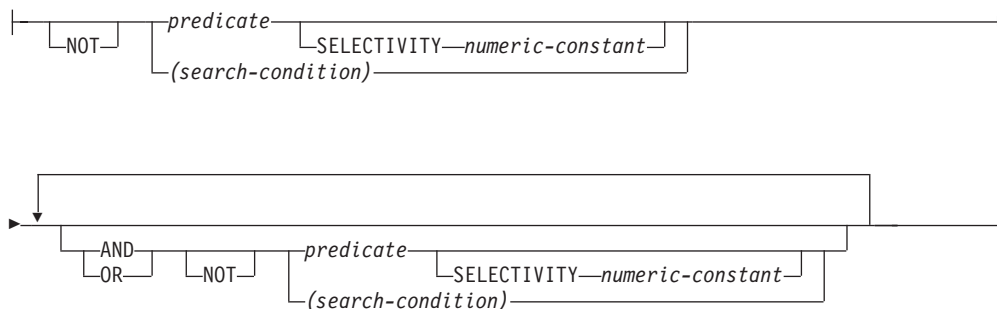 predicate
NOT SELECTIVITY numeric-constant
(search-condition)
AND predicate
OR NOT SELECTIVITY numeric-constant
(search-condition)